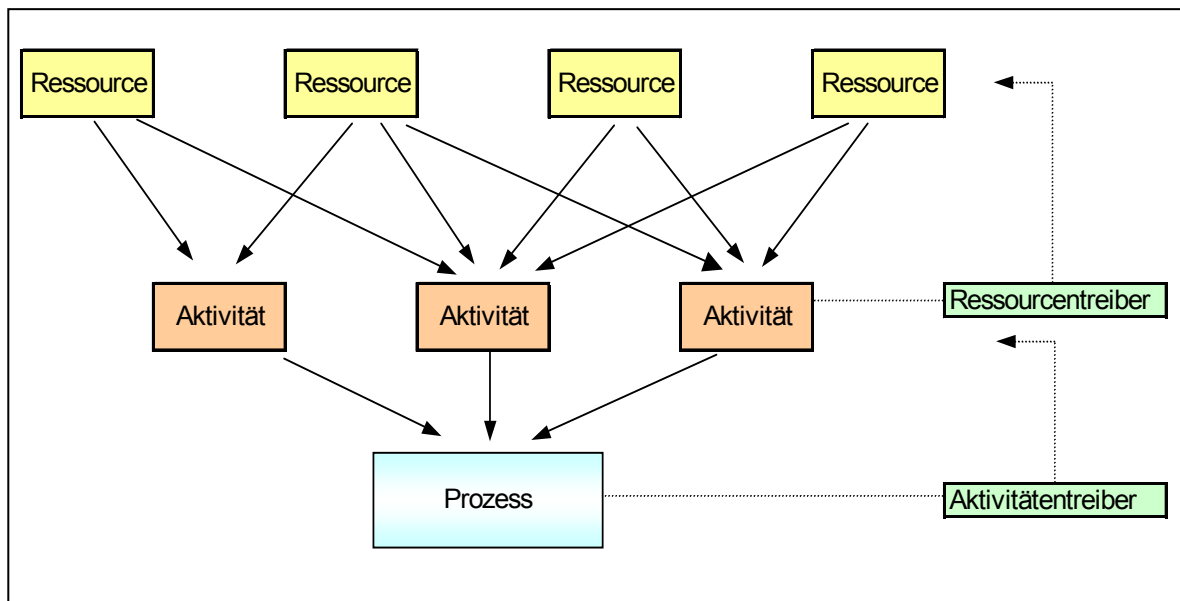 Ressource Ressource Ressource Ressource
Aktivität Aktivität Aktivität Ressourcentreiber
Prozess Aktivitätentreiber